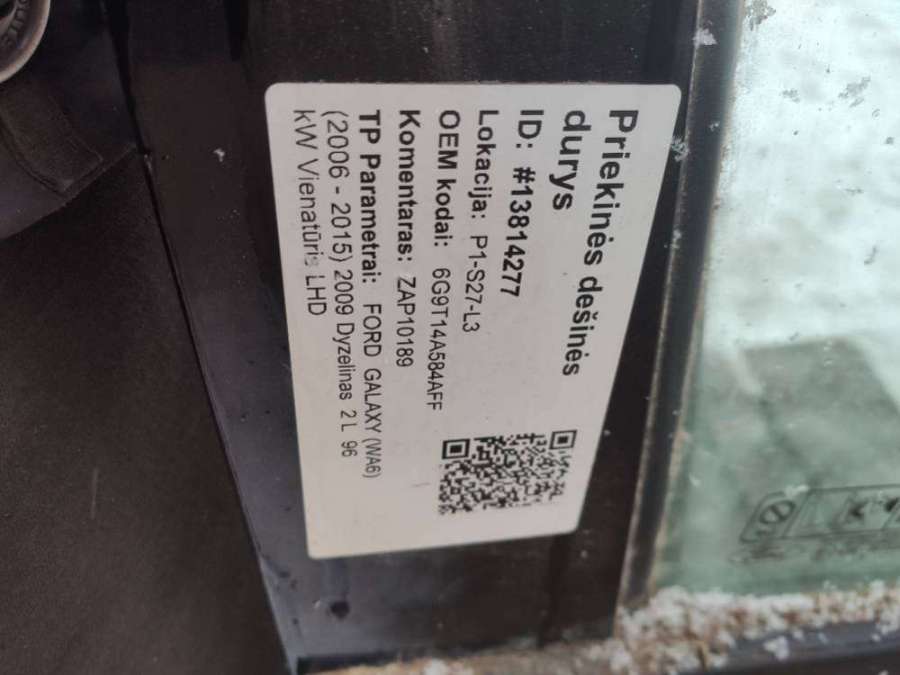 Priekinės dešinės
durys
ID: #13814277
Lokacija: P1-S27-L3
OEM kodai: 6G9T14A584AFF
Komentaras: ZAP10189
TP Parametrai: FORD GALAXY (WA6)
(2006 - 2015) 2009 Dyzelinas 2 L 96
kW Vienatūris LHD